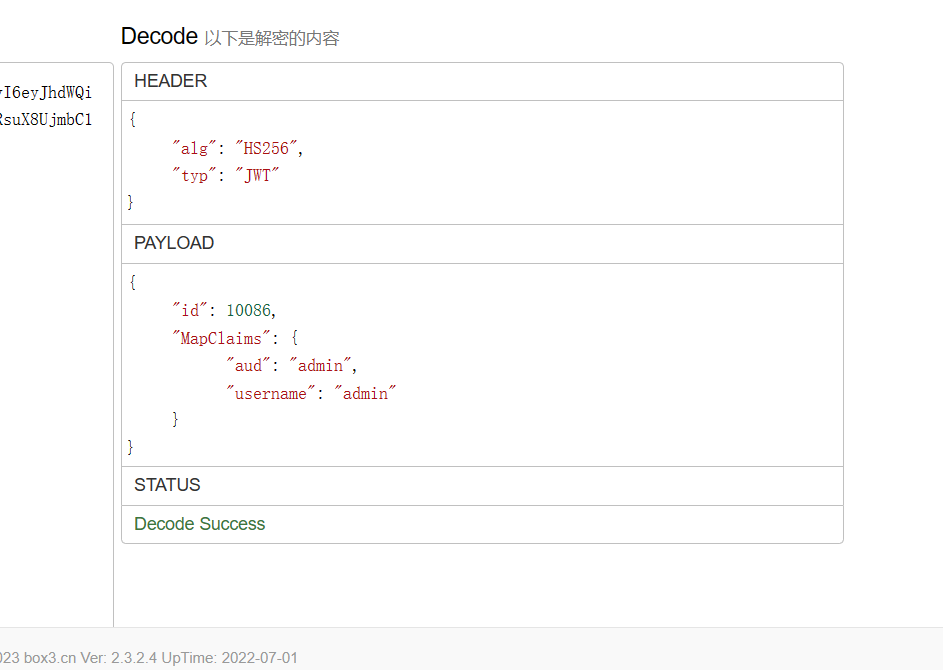 Decode 以下是解密的内容
I6eyJhdWQi
RsuX8UjmbC1
HEADER
{
"alg": "HS256",
"typ": "JWT"
}
PAYLOAD
{
"id": 10086,
"MapClaims": {
"aud": "admin",
"username": "admin"
}
}
STATUS
Decode Success
023 box3.cn Ver: 2.3.2.4 UpTime: 2022-07-01